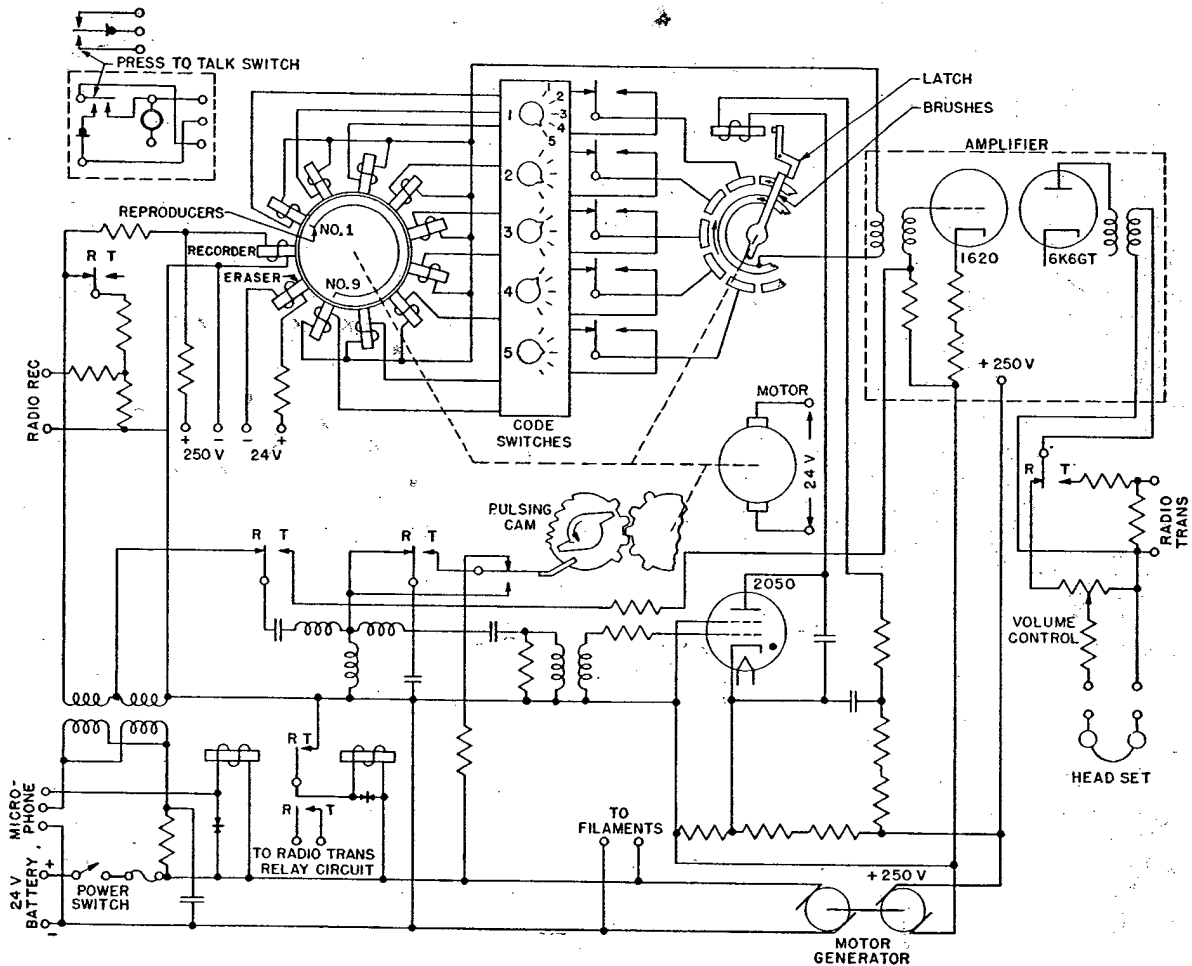 PRESS TO TALK SWITCH
LATCH
BRUSHES
AMPLIFIER
1
2
3
4
5
2
3
4
5
REPRODUCERS
NO. 1
RECORDER
R T
ERASER
NO. 9
1620
6K6GT
+ 250 V
RADIO REC
+ - - +
250 V 24 V
CODE
SWITCHES
MOTOR
24 V
R T
RADIO
TRANS
PULSING
CAM
R T
R T
2050
VOLUME
CONTROL
R T
HEAD SET
MICRO-
PHONE
R T
TO
FILAMENTS
TO RADIO TRANS
RELAY CIRCUIT
24 V
BATTERY
+
-
POWER
SWITCH
+ 250 V
MOTOR
GENERATOR